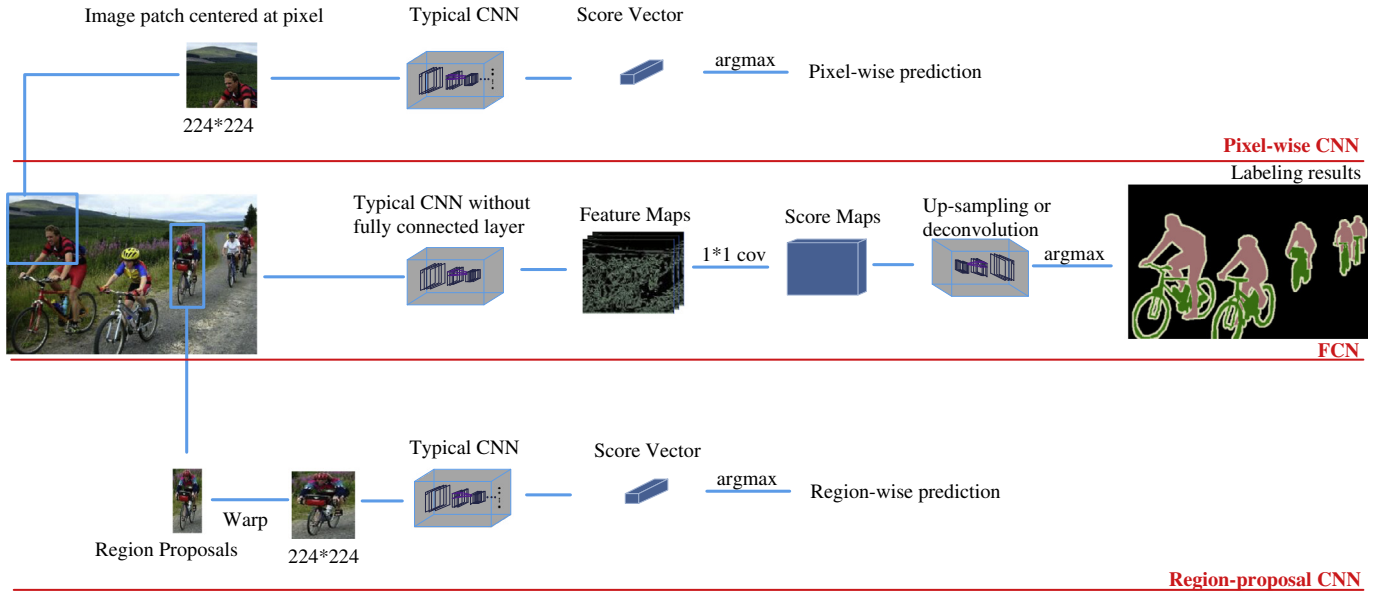 Image patch centered at pixel
Typical CNN
Score Vector
argmax
Pixel-wise prediction
224*224
Pixel-wise CNN
Labeling results
Typical CNN without
fully connected layer
Feature Maps
1*1 cov
Score Maps
Up-sampling or
deconvolution
argmax
FCN
Typical CNN
Score Vector
argmax
Region-wise prediction
Warp
Region Proposals
224*224
Region-proposal CNN